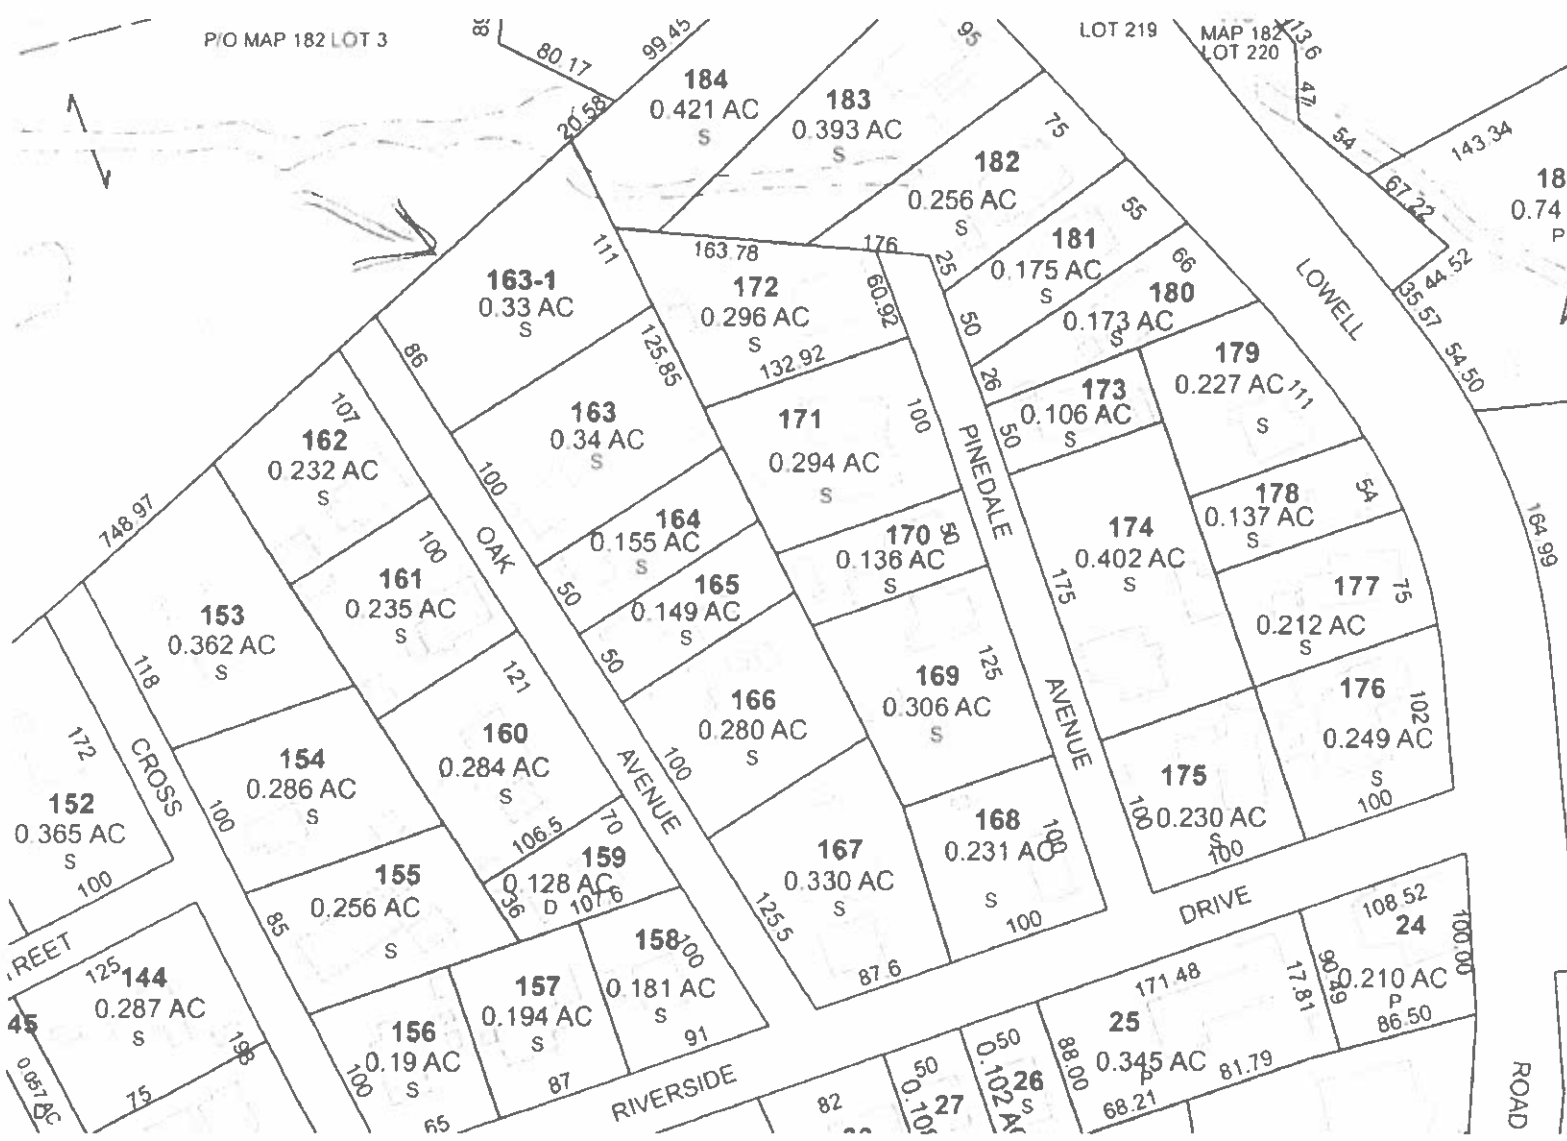 P/O MAP 182 LOT 3
80.17
99.45
20.58
184
0.421 AC
S
183
0.393 AC
S
95
LOT 219
MAP 182
LOT 220
113.6
47
54
143.34
67.22
44.52
35.57
54.50
164.99
75
182
0.256 AC
S
55
181
0.175 AC
S
66
180
0.173 AC
S
LOWELL
179
0.227 AC
S
111
163-1
0.33 AC
S
111
163.78
176
25
172
0.296 AC
S
60.92
50
132.92
125.85
86
26
173
0.106 AC
S
50
107
162
0.232 AC
S
163
0.34 AC
S
171
0.294 AC
S
100
PINEDALE
178
0.137 AC
S
54
748.97
100
OAK
100
164
0.155 AC
S
170
0.136 AC
S
50
174
0.402 AC
S
175
177
0.212 AC
S
75
161
0.235 AC
S
50
165
0.149 AC
S
153
0.362 AC
S
118
121
50
166
0.280 AC
S
169
0.306 AC
S
125
AVENUE
176
0.249 AC
S
102
100
172
CROSS
154
0.286 AC
S
160
0.284 AC
S
AVENUE
100
175
0.230 AC
S
100
100
152
0.365 AC
S
100
100
106.5
70
159
0.128 AC
D
107.6
36
167
0.330 AC
S
125.5
87.6
168
0.231 AC
S
100
100
155
0.256 AC
S
85
DRIVE
108.52
24
0.210 AC
P
100.00
86.50
90.49
REET
125
144
0.287 AC
S
198
75
45
0.057 AC
D
158
0.181 AC
S
100
91
157
0.194 AC
S
87
156
0.19 AC
S
100
65
RIVERSIDE
171.48
17.81
25
0.345 AC
P
88.00
68.21
81.79
50
26
0.102 AC
S
50
27
82
ROAD